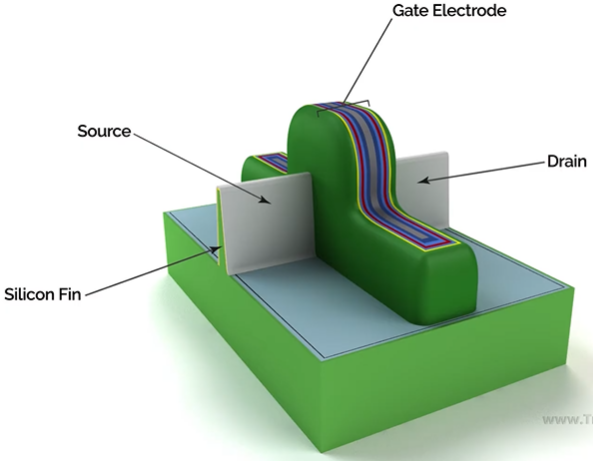 Gate Electrode
Source
Drain
Silicon Fin